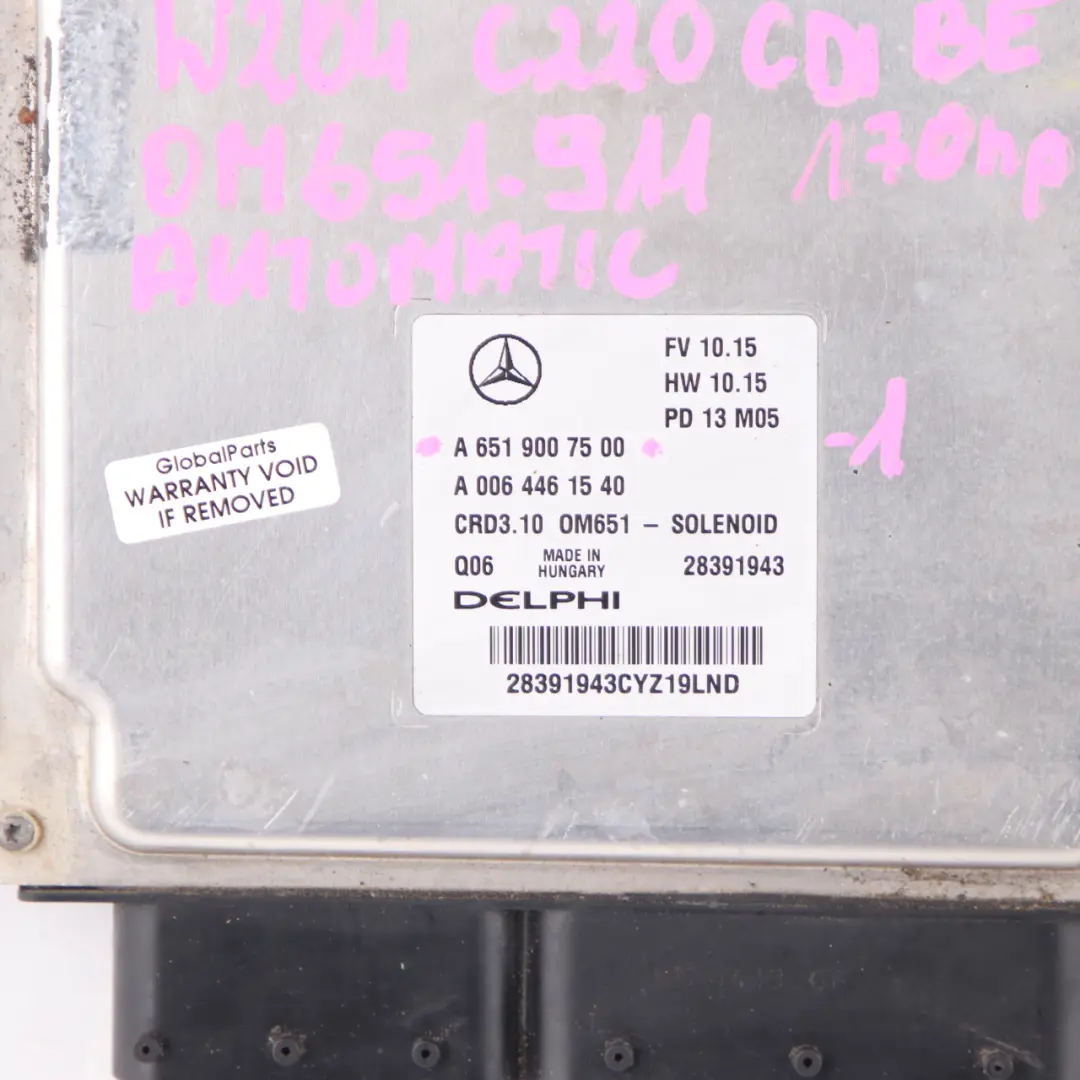 W204 C220 CDI BE
OM651.911 170hp
AUTOMATIC
FV 10.15
HW 10.15
PD 13 M05
A 651 900 75 00
-1
A 006 446 15 40
CRD3.10 OM651 – SOLENOID
Q06 MADE IN HUNGARY 28391943
DELPHI
28391943CYZ19LND
GlobalParts
WARRANTY VOID
IF REMOVED